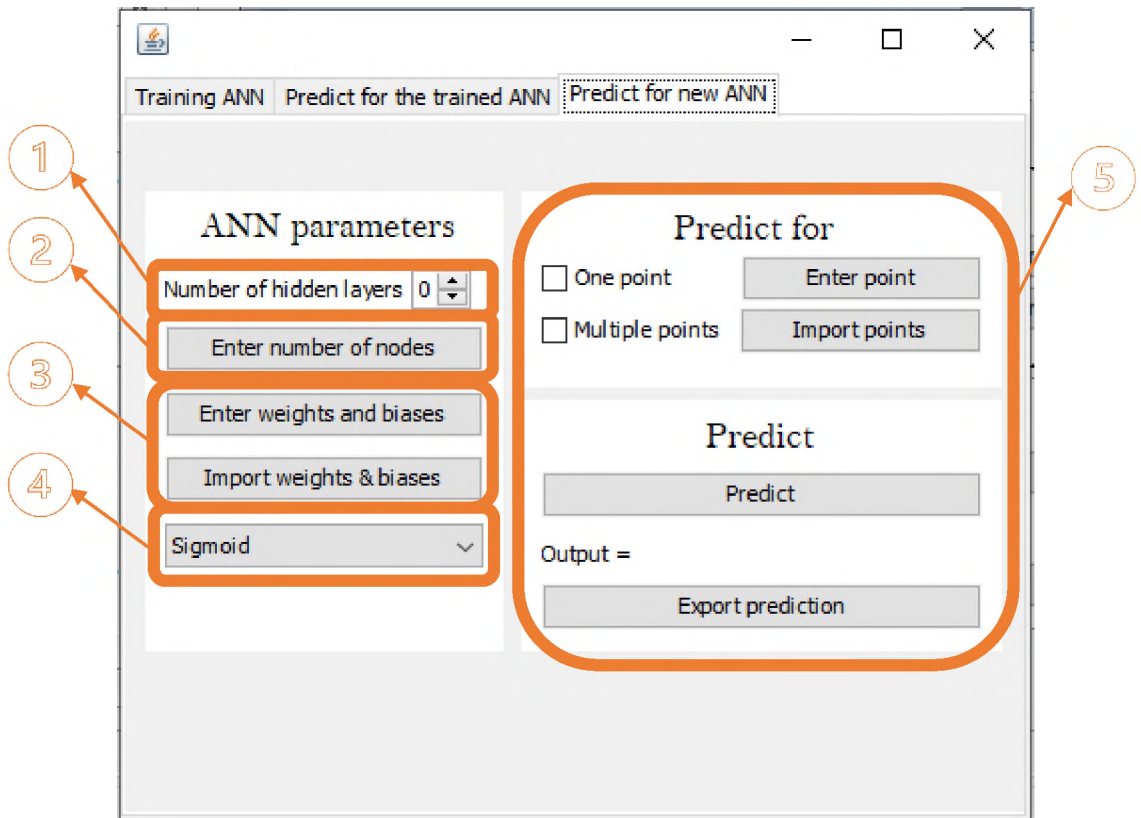 Training ANN
Predict for the trained ANN
Predict for new ANN
1
2
3
4
5
ANN parameters
Number of hidden layers 0
Enter number of nodes
Enter weights and biases
Import weights & biases
Sigmoid
Predict for
One point
Enter point
Multiple points
Import points
Predict
Predict
Output =
Export prediction